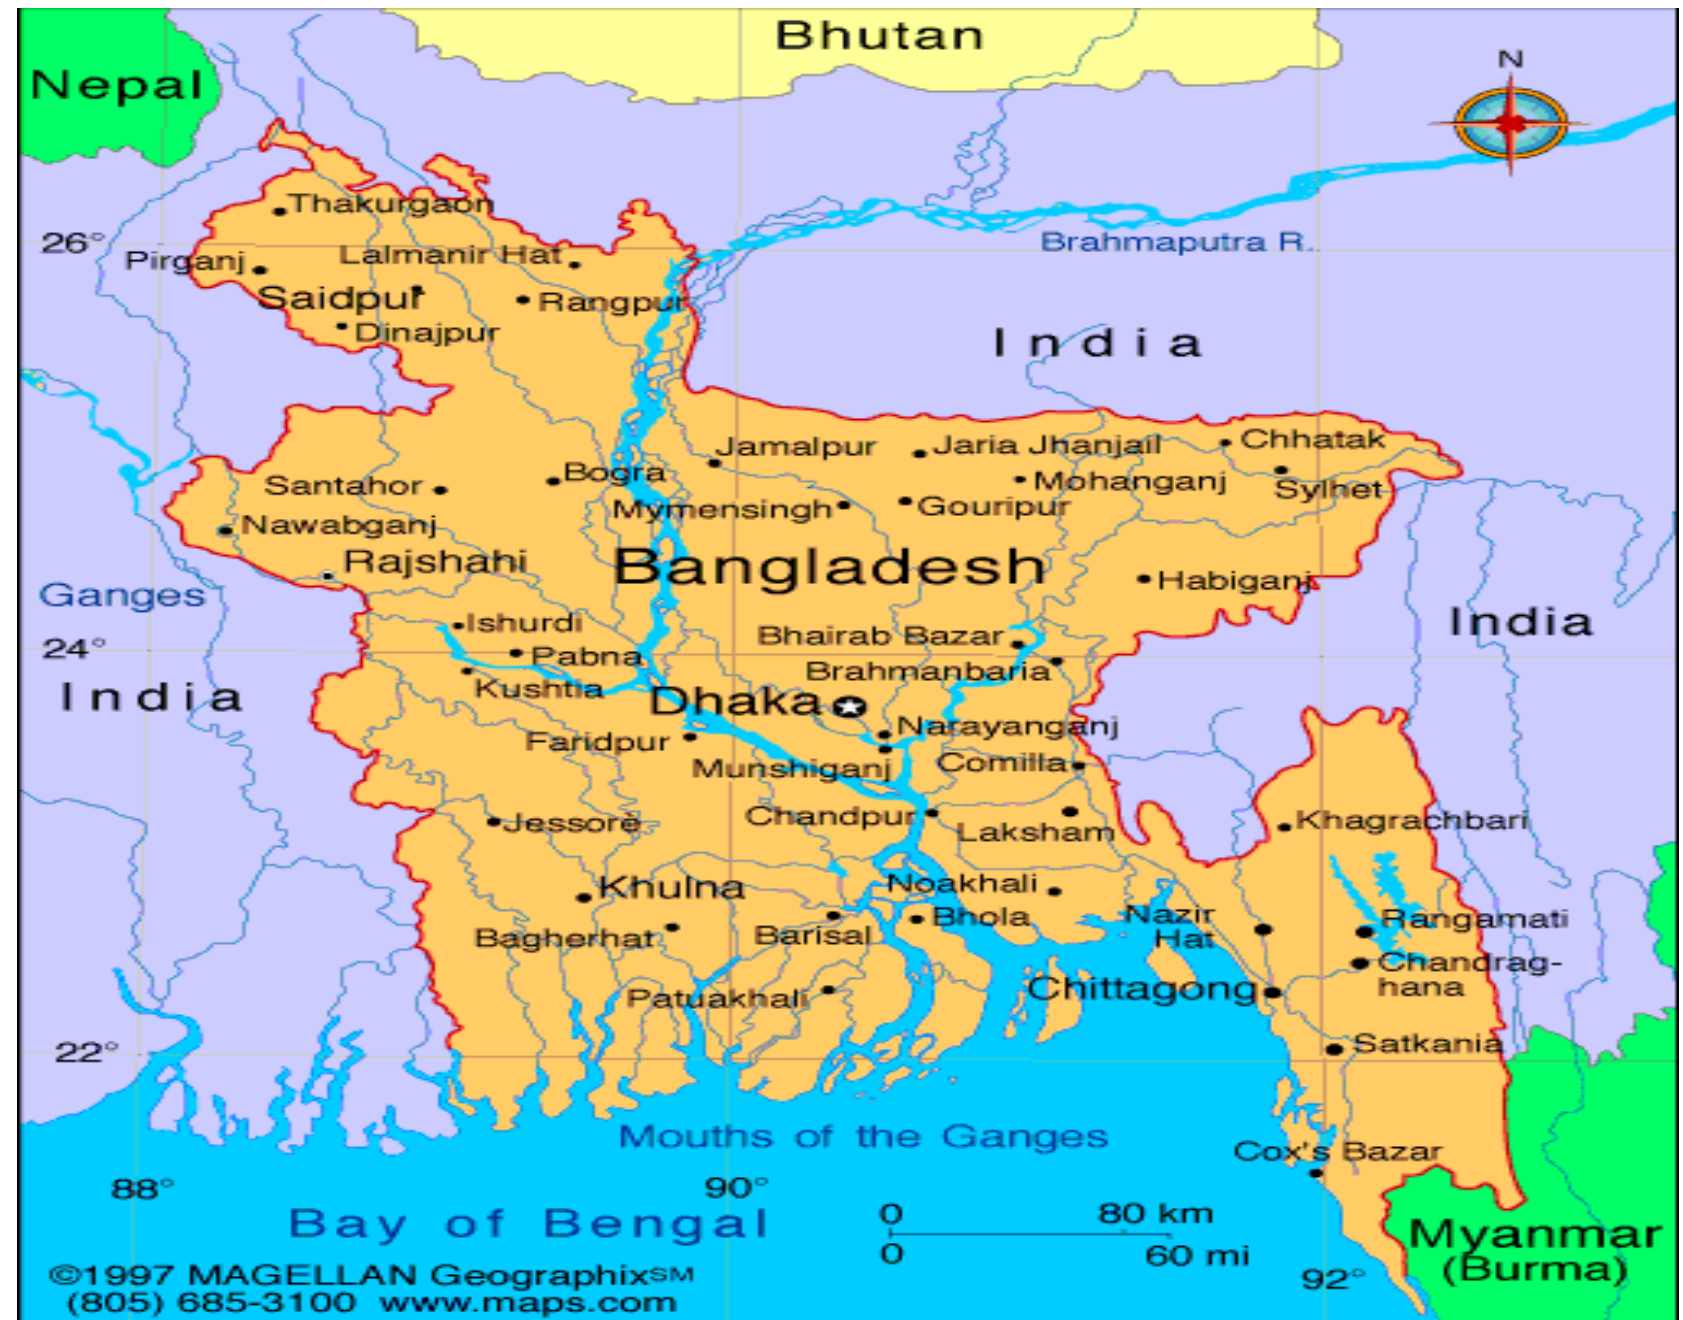 Bhutan
N
Nepal
Thakurgaon
26°
Brahmaputra R.
Pirganj
Lalmanir Hat
Saidpur
Rangpur
Dinajpur
India
Jamalpur
Jaria Jhanjail
Chhatak
Santahor
Bogra
Mohanganj
Sylhet
Mymensingh
Gouripur
Nawabganj
Rajshahi
Bangladesh
Habiganj
Ganges
Ishurdi
India
24°
Pabna
Bhairab Bazar
Brahmanbaria
India
Kushtia
Dhaka
Narayanganj
Faridpur
Munshiganj
Comilla
Jessore
Chandpur
Laksham
Khagrachbari
Khulna
Noakhali
Bagherhat
Barisal
Bhola
Nazir
Hat
Rangamati
Patuakhali
Chittagong
Chandrag-
hana
22°
Satkania
Mouths of the Ganges
Cox's Bazar
88°
90°
Bay of Bengal
0 80 km
0 60 mi
92°
Myanmar
(Burma)
©1997 MAGELLAN Geographix℠
(805) 685-3100 www.maps.com